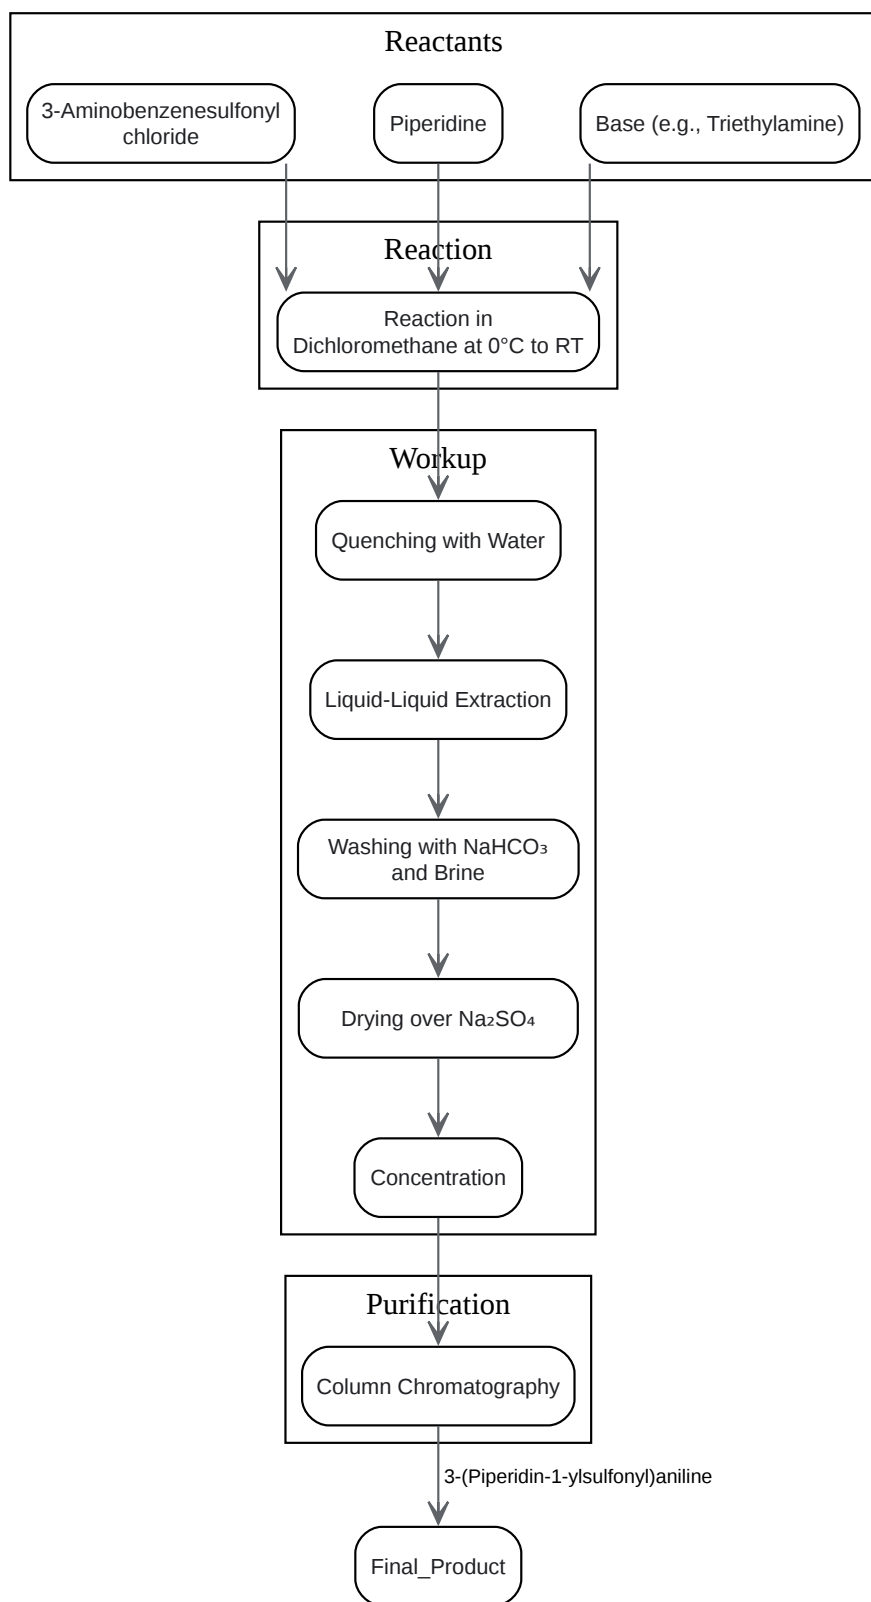 Reactants
3-Aminobenzenesulfonyl
chloride
Piperidine
Base (e.g., Triethylamine)
Reaction
Reaction in
Dichloromethane at 0°C to RT
Workup
Quenching with Water
Liquid-Liquid Extraction
Washing with NaHCO₃
and Brine
Drying over Na₂SO₄
Concentration
Purification
Column Chromatography
3-(Piperidin-1-ylsulfonyl)aniline
Final_Product